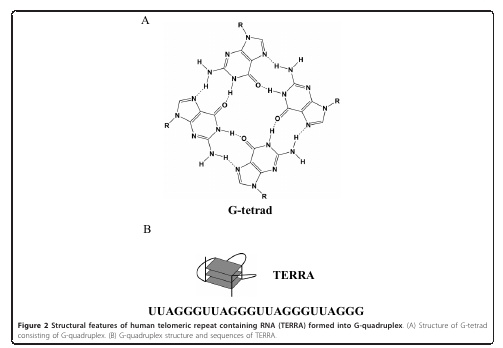 A
G-tetrad
B
TERRA
UUAGGGUUAGGGUUAGGGUUAGGG
Figure 2 Structural features of human telomeric repeat containing RNA (TERRA) formed into G-quadruplex. (A) Structure of G-tetrad
consisting of G-quadruplex. (B) G-quadruplex structure and sequences of TERRA.